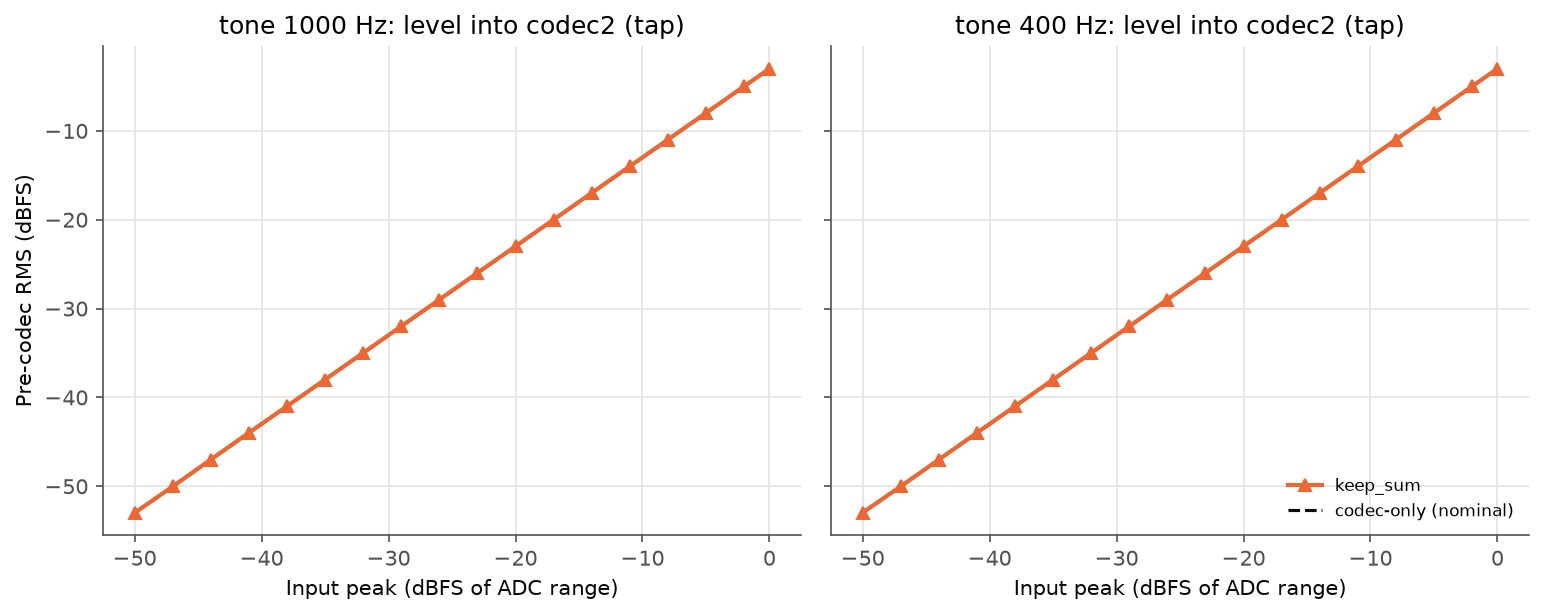 tone 1000 Hz: level into codec2 (tap)
Pre-codec RMS (dBFS)
−10
−20
−30
−40
−50
−50 −40 −30 −20 −10 0
Input peak (dBFS of ADC range)
tone 400 Hz: level into codec2 (tap)
keep_sum
codec-only (nominal)
−50 −40 −30 −20 −10 0
Input peak (dBFS of ADC range)